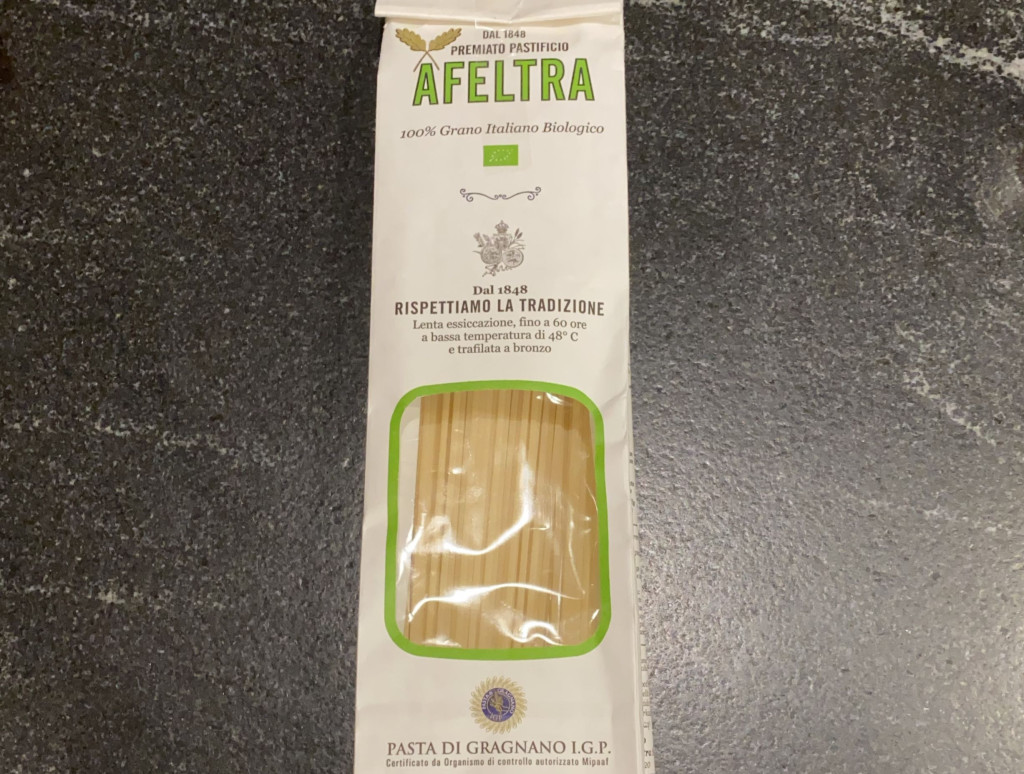 DAL 1848
PREMIATO PASTIFICIO
AFELTRA
100% Grano Italiano Biologico
Dal 1848
RISPETTIAMO LA TRADIZIONE
Lenta essiccazione, fino a 60 ore
a bassa temperatura di 48° C
e trafilata a bronzo
PASTA DI GRAGNANO I.G.P.
Certificato da Organismo di controllo autorizzato Mipaaf